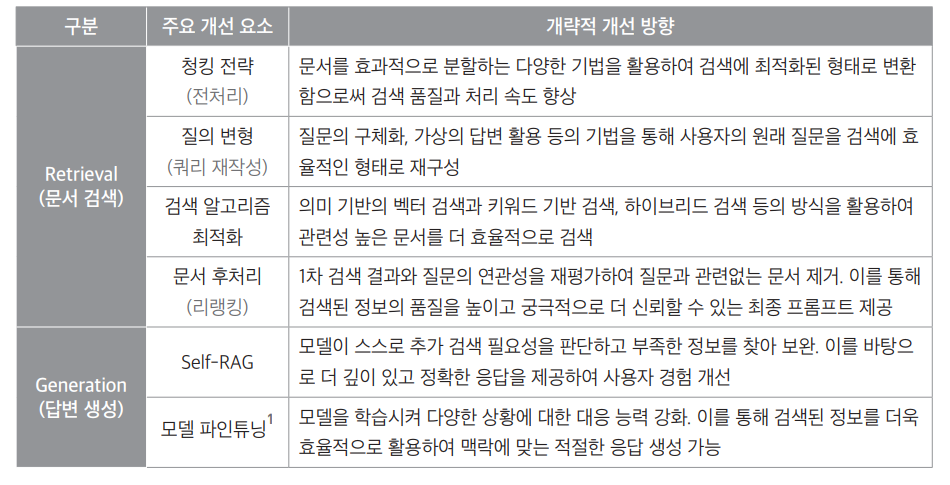 구분 주요 개선 요소 개략적 개선 방향
Retrieval
(문서 검색)
청킹 전략
(전처리)
문서를 효과적으로 분할하는 다양한 기법을 활용하여 검색에 최적화된 형태로 변환
함으로써 검색 품질과 처리 속도 향상
질의 변형
(쿼리 재작성)
질문의 구체화, 가상의 답변 활용 등의 기법을 통해 사용자의 원래 질문을 검색에 효
율적인 형태로 재구성
검색 알고리즘
최적화
의미 기반의 벡터 검색과 키워드 기반 검색, 하이브리드 검색 등의 방식을 활용하여
관련성 높은 문서를 더 효율적으로 검색
문서 후처리
(리랭킹)
1차 검색 결과와 질문의 연관성을 재평가하여 질문과 관련없는 문서 제거. 이를 통해
검색된 정보의 품질을 높이고 궁극적으로 더 신뢰할 수 있는 최종 프롬프트 제공
Generation
(답변 생성)
Self-RAG
모델이 스스로 추가 검색 필요성을 판단하고 부족한 정보를 찾아 보완. 이를 바탕으
로 더 깊이 있고 정확한 응답을 제공하여 사용자 경험 개선
모델 파인튜닝1
모델을 학습시켜 다양한 상황에 대한 대응 능력 강화. 이를 통해 검색된 정보를 더욱
효율적으로 활용하여 맥락에 맞는 적절한 응답 생성 가능